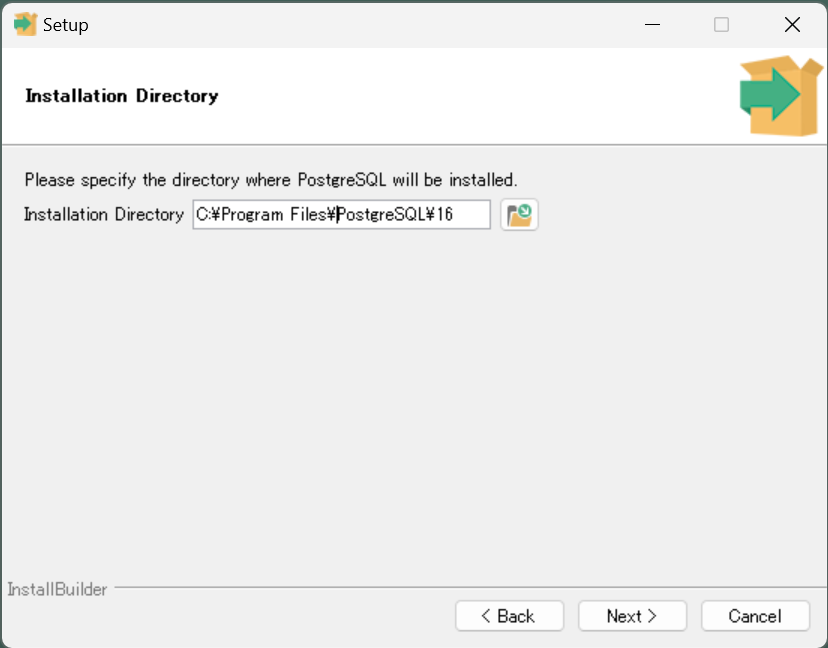 Setup
Installation Directory
Please specify the directory where PostgreSQL will be installed.
Installation Directory C:¥Program Files¥PostgreSQL¥16
InstallBuilder
< Back Next > Cancel